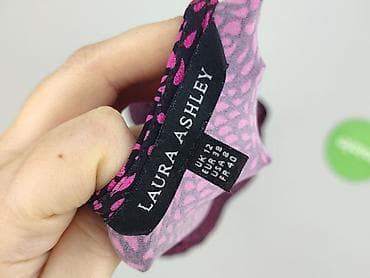 LAURA ASHLEY
UK 12
EUR 38
USA 8
FR 40